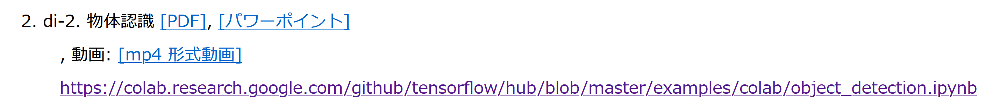 2. di-2. 物体認識 [PDF], [パワーポイント]
, 動画: [mp4 形式動画]
https://colab.research.google.com/github/tensorflow/hub/blob/master/examples/colab/object_detection.ipynb